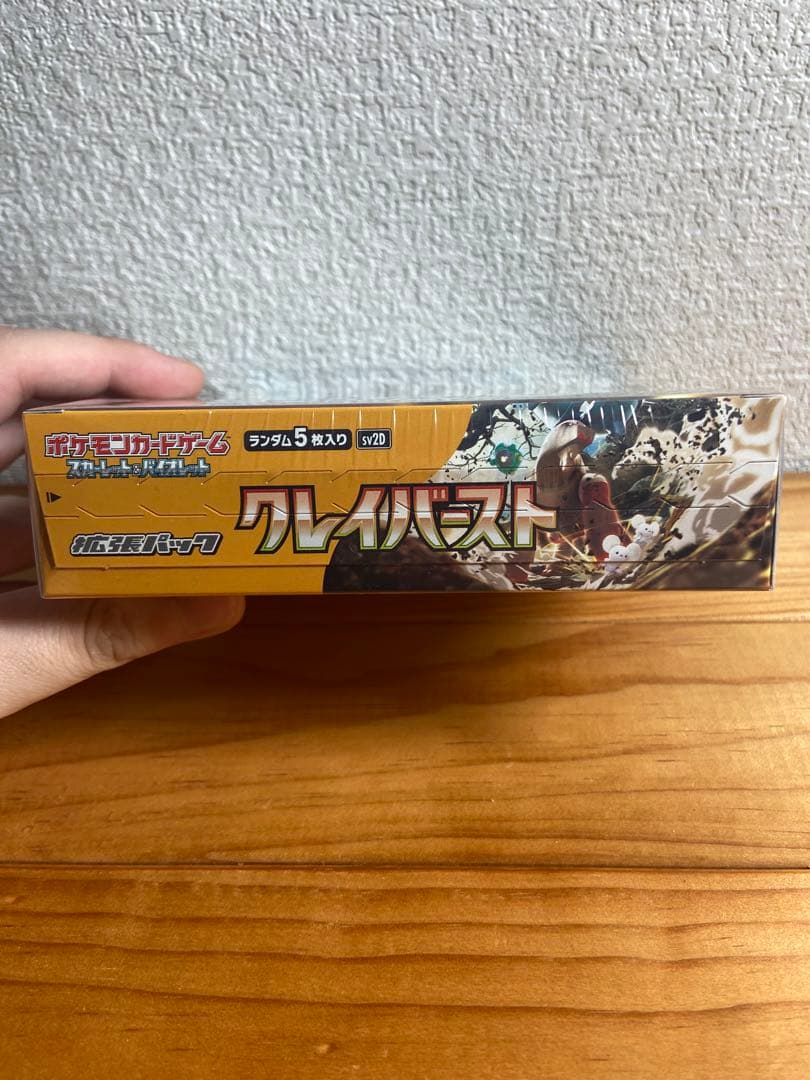 ポケモンカードゲーム
スカーレット&バイオレット
ランダム5枚入り
SV2D
クレイバースト
拡張パック